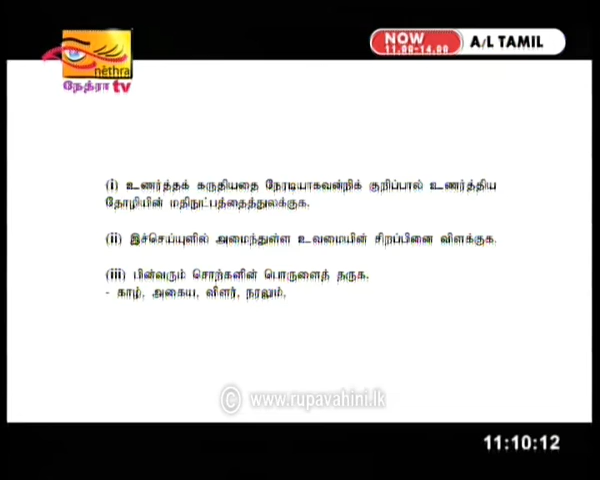 NOW
11.00-14.00
A/L TAMIL
nethra
நேத்ரா tv
(i) உணர்த்தக் கருதியதை நேரடியாகவன்றிக் குறிப்பால் உணர்த்திய
தோழியின் மதிநுட்பத்தைத்துலக்குக.
(ii) இச்செய்யுளில் அமைந்துள்ள உவமையின் சிறப்பினை விளக்குக.
(iii) பின்வரும் சொற்களின் பொருளைத் தருக.
- காழ், அகைய, விளர், நரலும்,
© www.rupavahini.lk
11:10:12